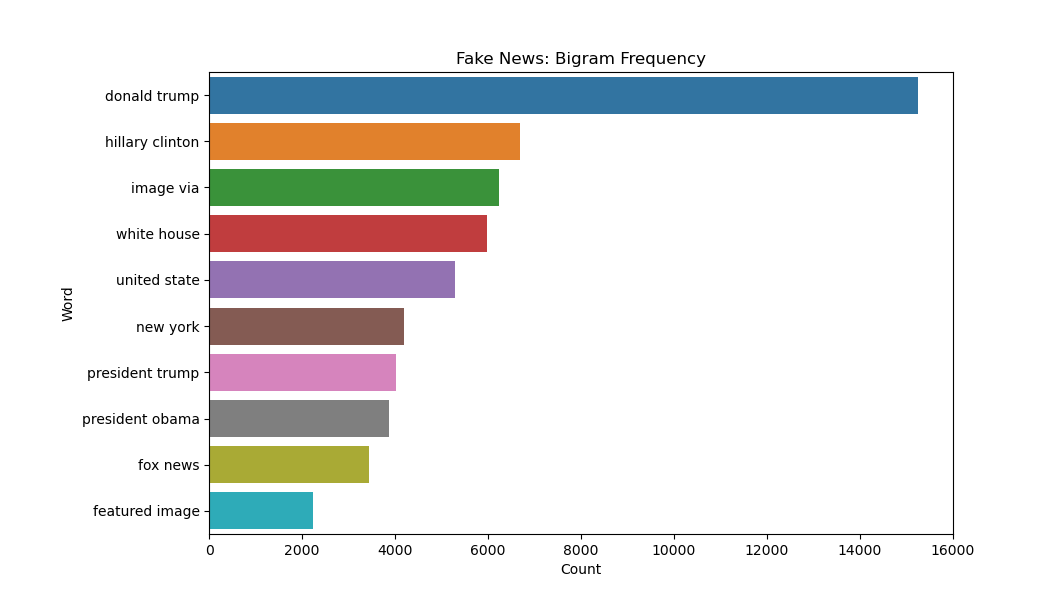 Fake News: Bigram Frequency
donald trump
hillary clinton
image via
white house
united state
new york
president trump
president obama
fox news
featured image
Word
0 2000 4000 6000 8000 10000 12000 14000 16000
Count